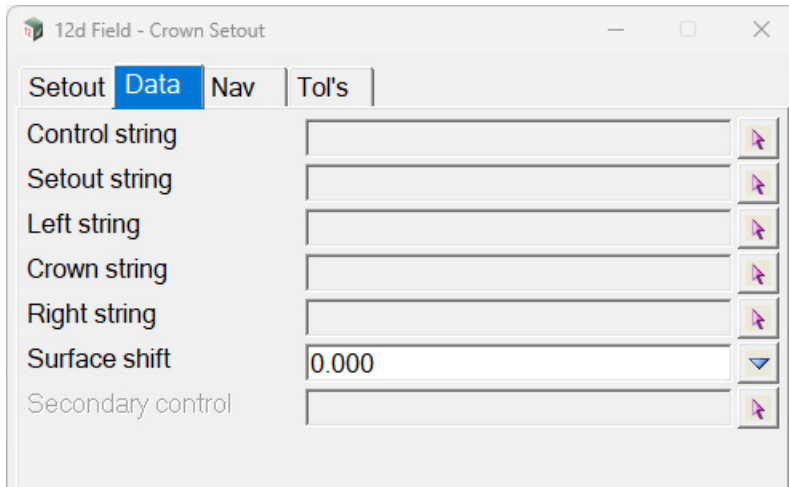 12d Field - Crown Setout
Setout Data Nav Tol's
Control string
Setout string
Left string
Crown string
Right string
Surface shift 0.000
Secondary control